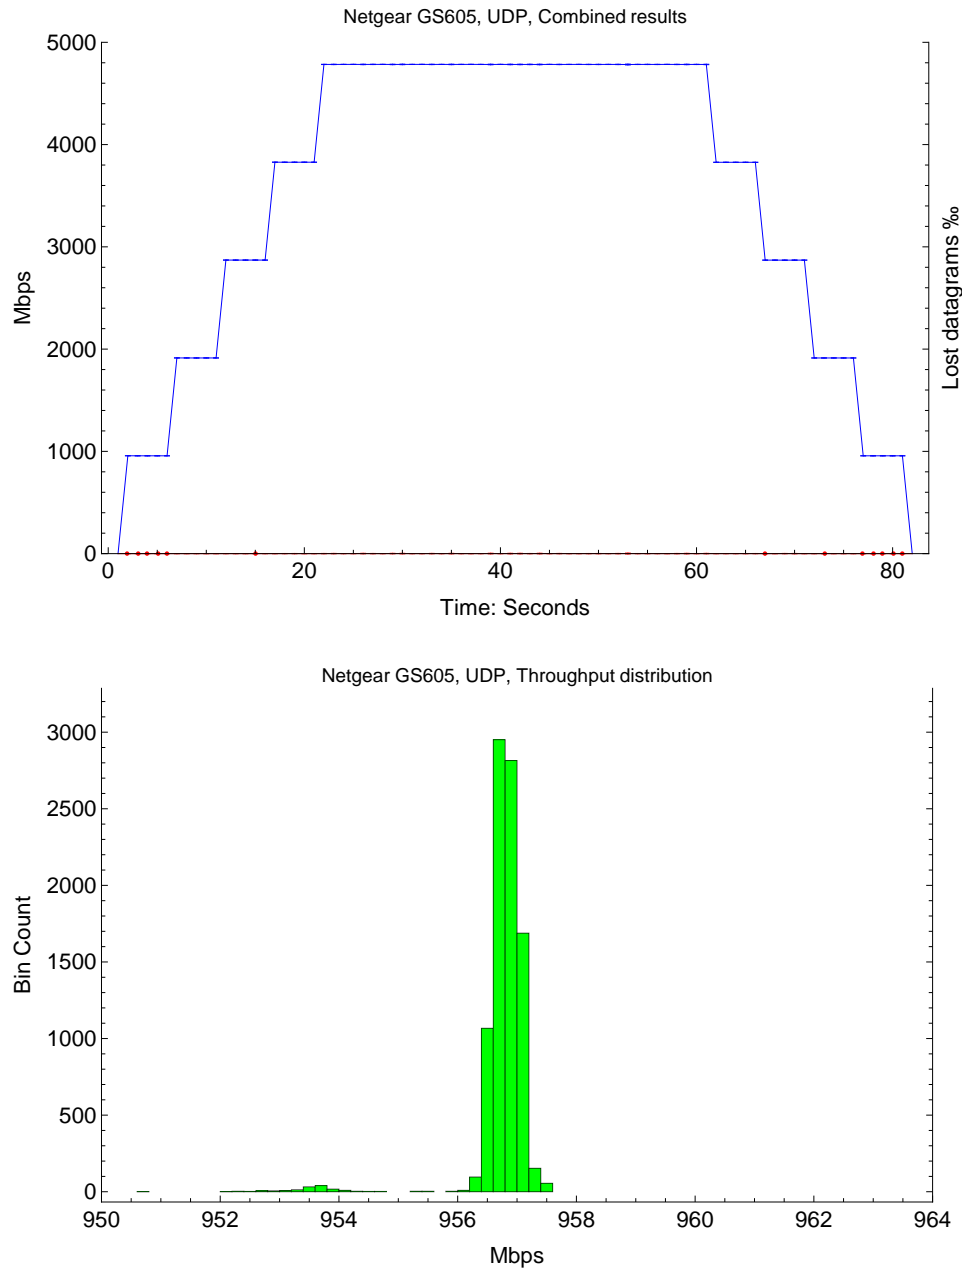 Netgear GS605, UDP, Combined results
5000
4000
3000
2000
1000
0
Mbps
Lost datagrams ‰
0 20 40 60 80
Time: Seconds
Netgear GS605, UDP, Throughput distribution
3000
2500
2000
1500
1000
500
0
Bin Count
950 952 954 956 958 960 962 964
Mbps